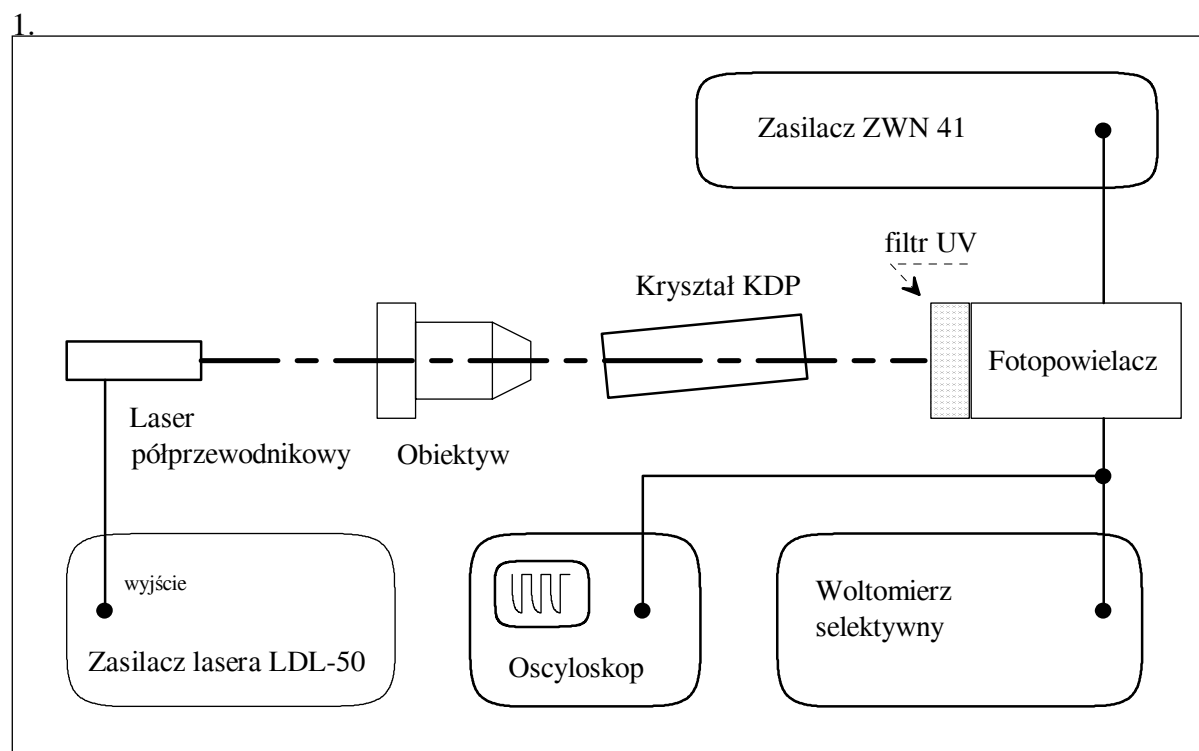 1.
Zasilacz ZWN 41
filtr UV
Kryształ KDP
Fotopowielacz
Laser
półprzewodnikowy
Obiektyw
wyjście
Zasilacz lasera LDL-50
Oscyloskop
Woltomierz
selektywny